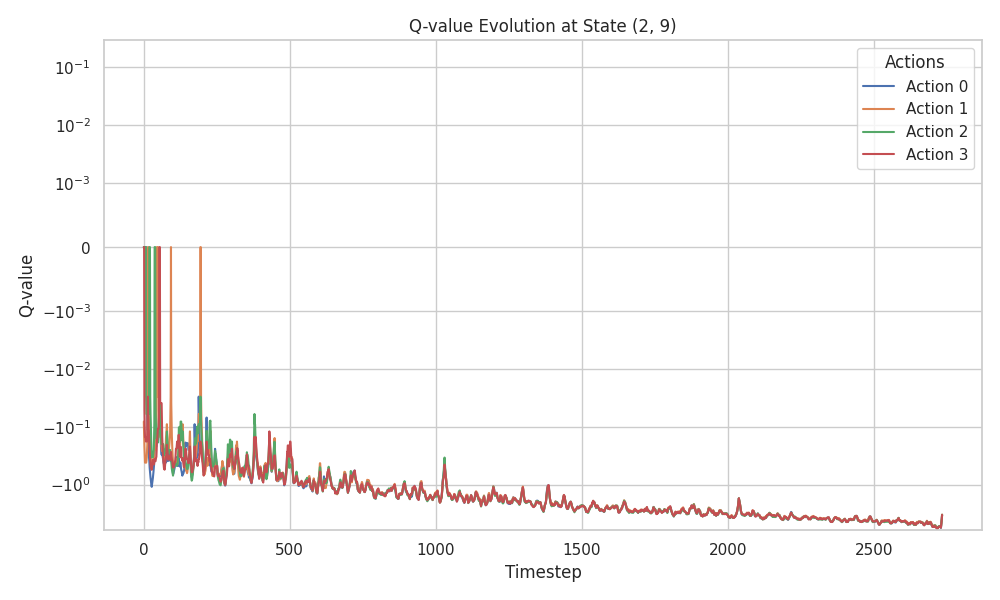 Q-value Evolution at State (2, 9)
Actions
Action 0
Action 1
Action 2
Action 3
10⁻¹
10⁻²
10⁻³
0
−10⁻³
−10⁻²
−10⁻¹
−10⁰
Q-value
0 500 1000 1500 2000 2500
Timestep